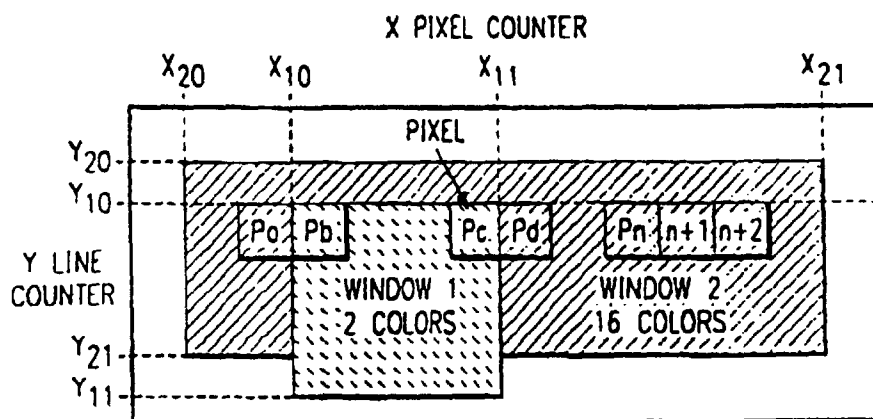 X PIXEL COUNTER
X20 X10 X11 X21
PIXEL
Y20
Y10
Pa Pb Pc Pd Pn n+1 n+2
Y LINE
COUNTER
WINDOW 1
2 COLORS
WINDOW 2
16 COLORS
Y21
Y11